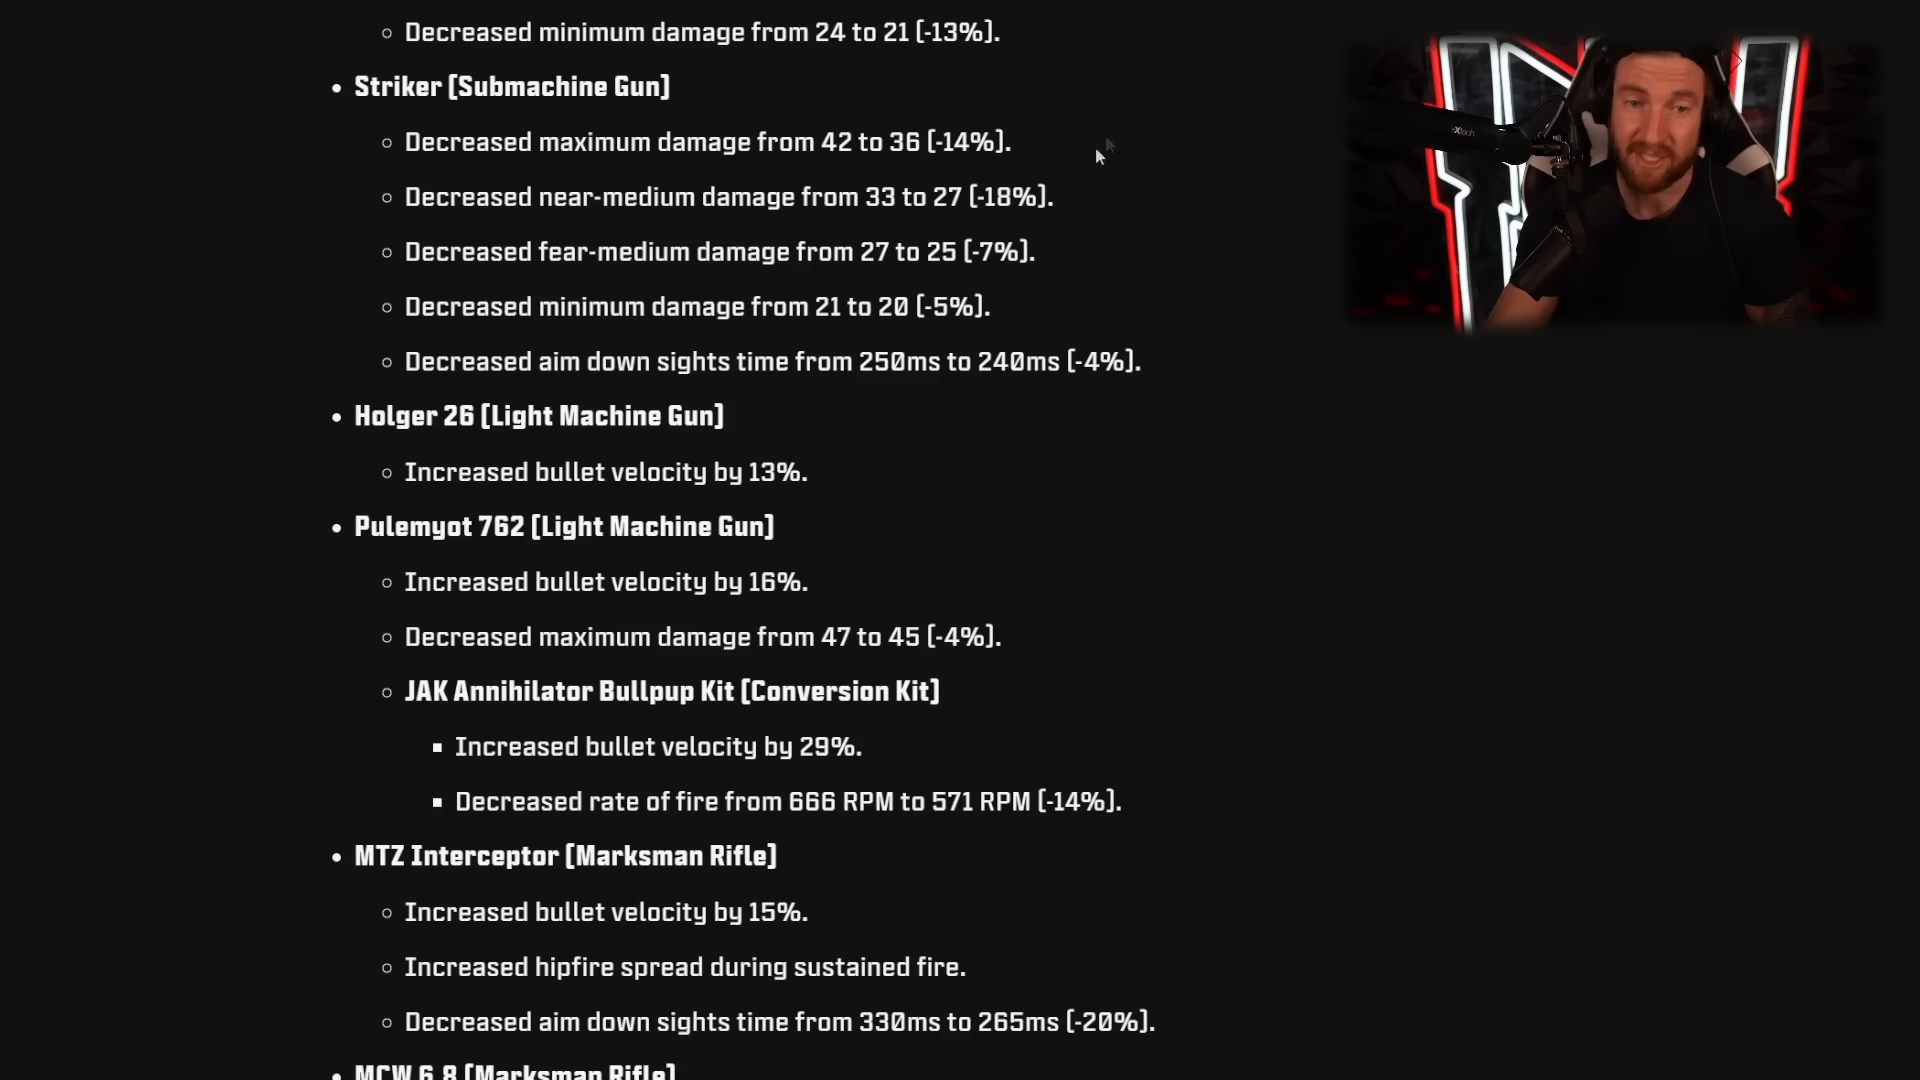 Decreased minimum damage from 24 to 21 [-13%].
Striker [Submachine Gun]
Decreased maximum damage from 42 to 36 [-14%].
Decreased near-medium damage from 33 to 27 [-18%].
Decreased fear-medium damage from 27 to 25 [-7%].
Decreased minimum damage from 21 to 20 [-5%].
Decreased aim down sights time from 250ms to 240ms [-4%].
Holger 26 [Light Machine Gun]
Increased bullet velocity by 13%.
Pulemyot 762 [Light Machine Gun]
Increased bullet velocity by 16%.
Decreased maximum damage from 47 to 45 [-4%].
JAK Annihilator Bullpup Kit [Conversion Kit]
Increased bullet velocity by 29%.
Decreased rate of fire from 666 RPM to 571 RPM [-14%].
MTZ Interceptor [Marksman Rifle]
Increased bullet velocity by 15%.
Increased hipfire spread during sustained fire.
Decreased aim down sights time from 330ms to 265ms [-20%].
MCW 6.8 [Marksman Rifle]